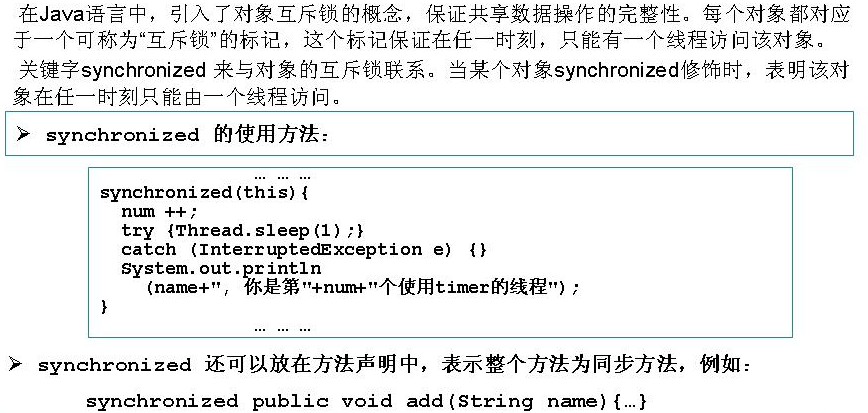 在Java语言中，引入了对象互斥锁的概念，保证共享数据操作的完整性。每个对象都对应
于一个可称为“互斥锁”的标记，这个标记保证在任一时刻，只能有一个线程访问该对象。
关键字synchronized 来与对象的互斥锁联系。当某个对象synchronized修饰时，表明该对
象在任一时刻只能由一个线程访问。
➢ synchronized 的使用方法：
… … …
synchronized(this){
num ++;
try {Thread.sleep(1);}
catch (InterruptedException e) {}
System.out.println
(name+", 你是第"+num+"个使用timer的线程");
}
… … …
➢ synchronized 还可以放在方法声明中，表示整个方法为同步方法，例如：
synchronized public void add(String name){…}